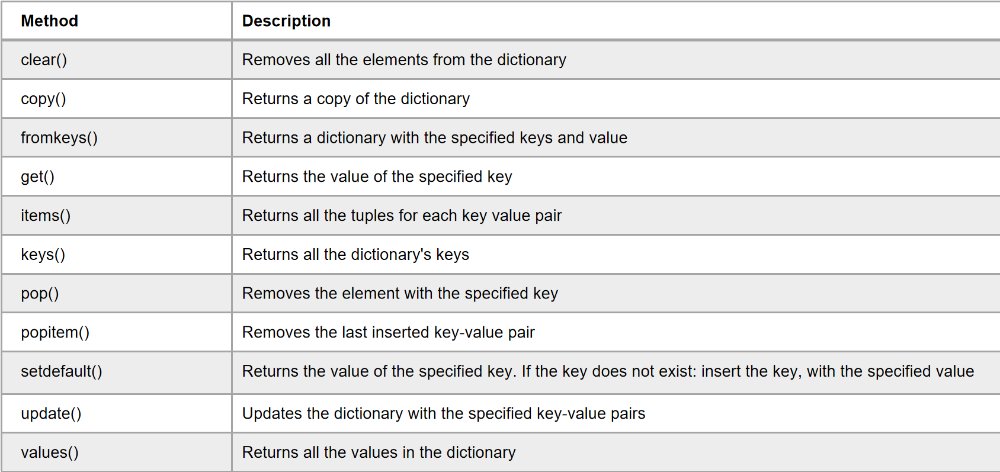 Method Description
clear() Removes all the elements from the dictionary
copy() Returns a copy of the dictionary
fromkeys() Returns a dictionary with the specified keys and value
get() Returns the value of the specified key
items() Returns all the tuples for each key value pair
keys() Returns all the dictionary's keys
pop() Removes the element with the specified key
popitem() Removes the last inserted key-value pair
setdefault() Returns the value of the specified key. If the key does not exist: insert the key, with the specified value
update() Updates the dictionary with the specified key-value pairs
values() Returns all the values in the dictionary